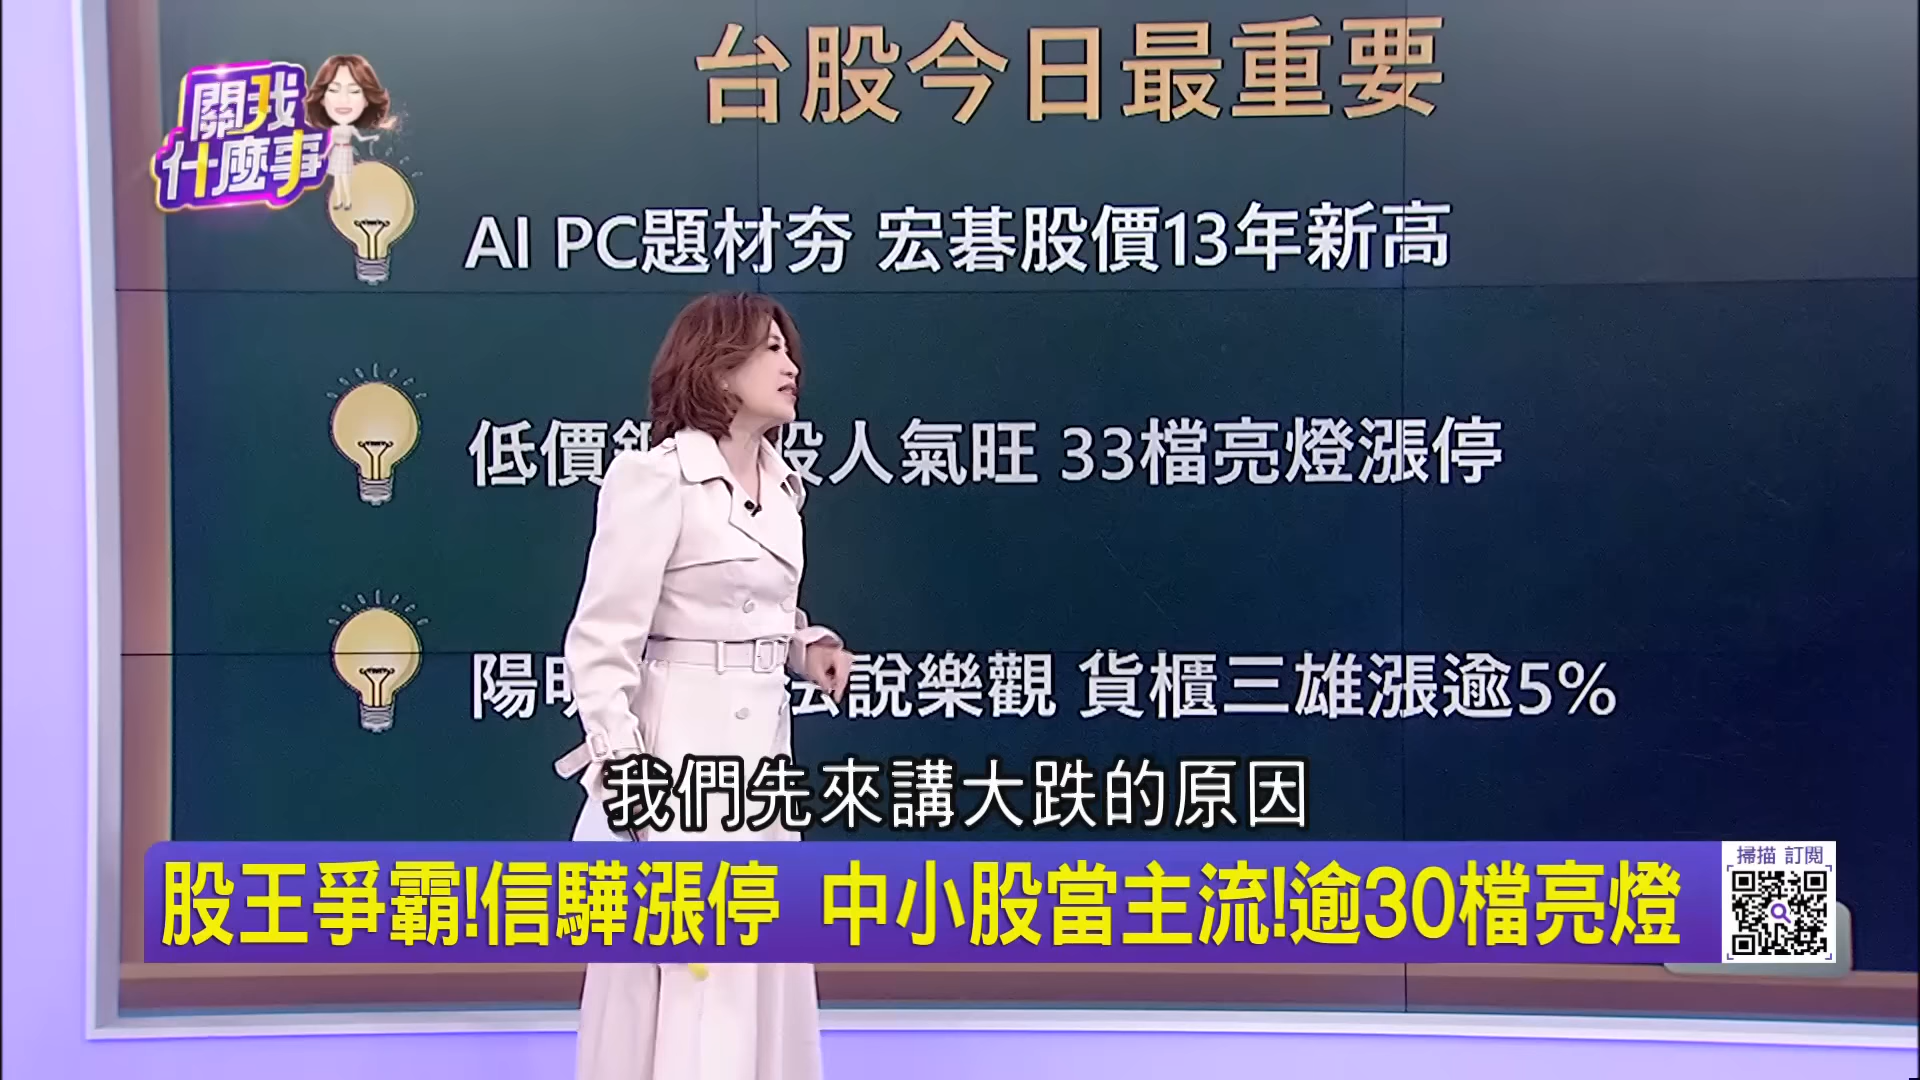 台股今日最重要
關我
什麼事
AI PC題材夯 宏碁股價13年新高
低價 股人氣旺 33檔亮燈漲停
陽明 法說樂觀 貨櫃三雄漲逾5%
我們先來講大跌的原因
股王爭霸!信驊漲停 中小股當主流!逾30檔亮燈
掃描 訂閱